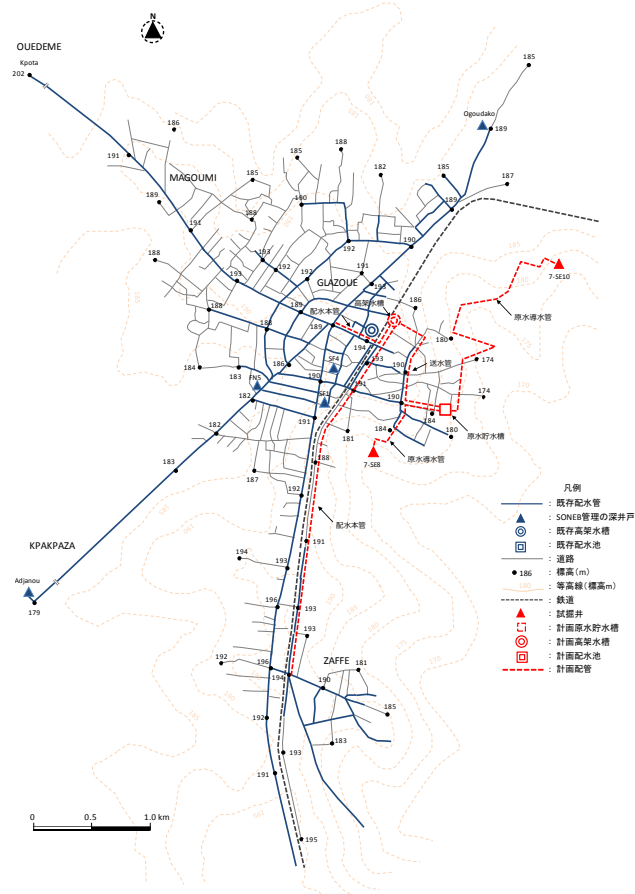 N
OUEDEME
Kpota
202
185
Ogoudako
189
186
191
188
185
MAGOUMI
185
182
185
187
189
190
188
189
191
192
190
188
193
192
192
191
193
7-SE10
GLAZOUE
193
高架水槽
原水導水管
配水本管
186
188
189
189
188
194
180
SF4
193
送水管
174
184
183
186
190
190
FN5
182
SF1
191
190
174
184
原水貯水槽
182
191
181
184
180
7-SE8
原水導水管
183
188
187
192
配水本管
KPAKPAZA
194
191
193
Adjanou
179
196
193
193
192
196
194
ZAFFE
181
190
192
185
183
193
191
195
0
0.5
1.0 km
凡例
: 既存配水管
: SONEB管理の深井戸
: 既存高架水槽
: 既存配水池
: 道路
186 : 標高(m)
: 等高線(標高m)
: 鉄道
: 試掘井
: 計画原水貯水槽
: 計画高架水槽
: 計画配水池
: 計画配管